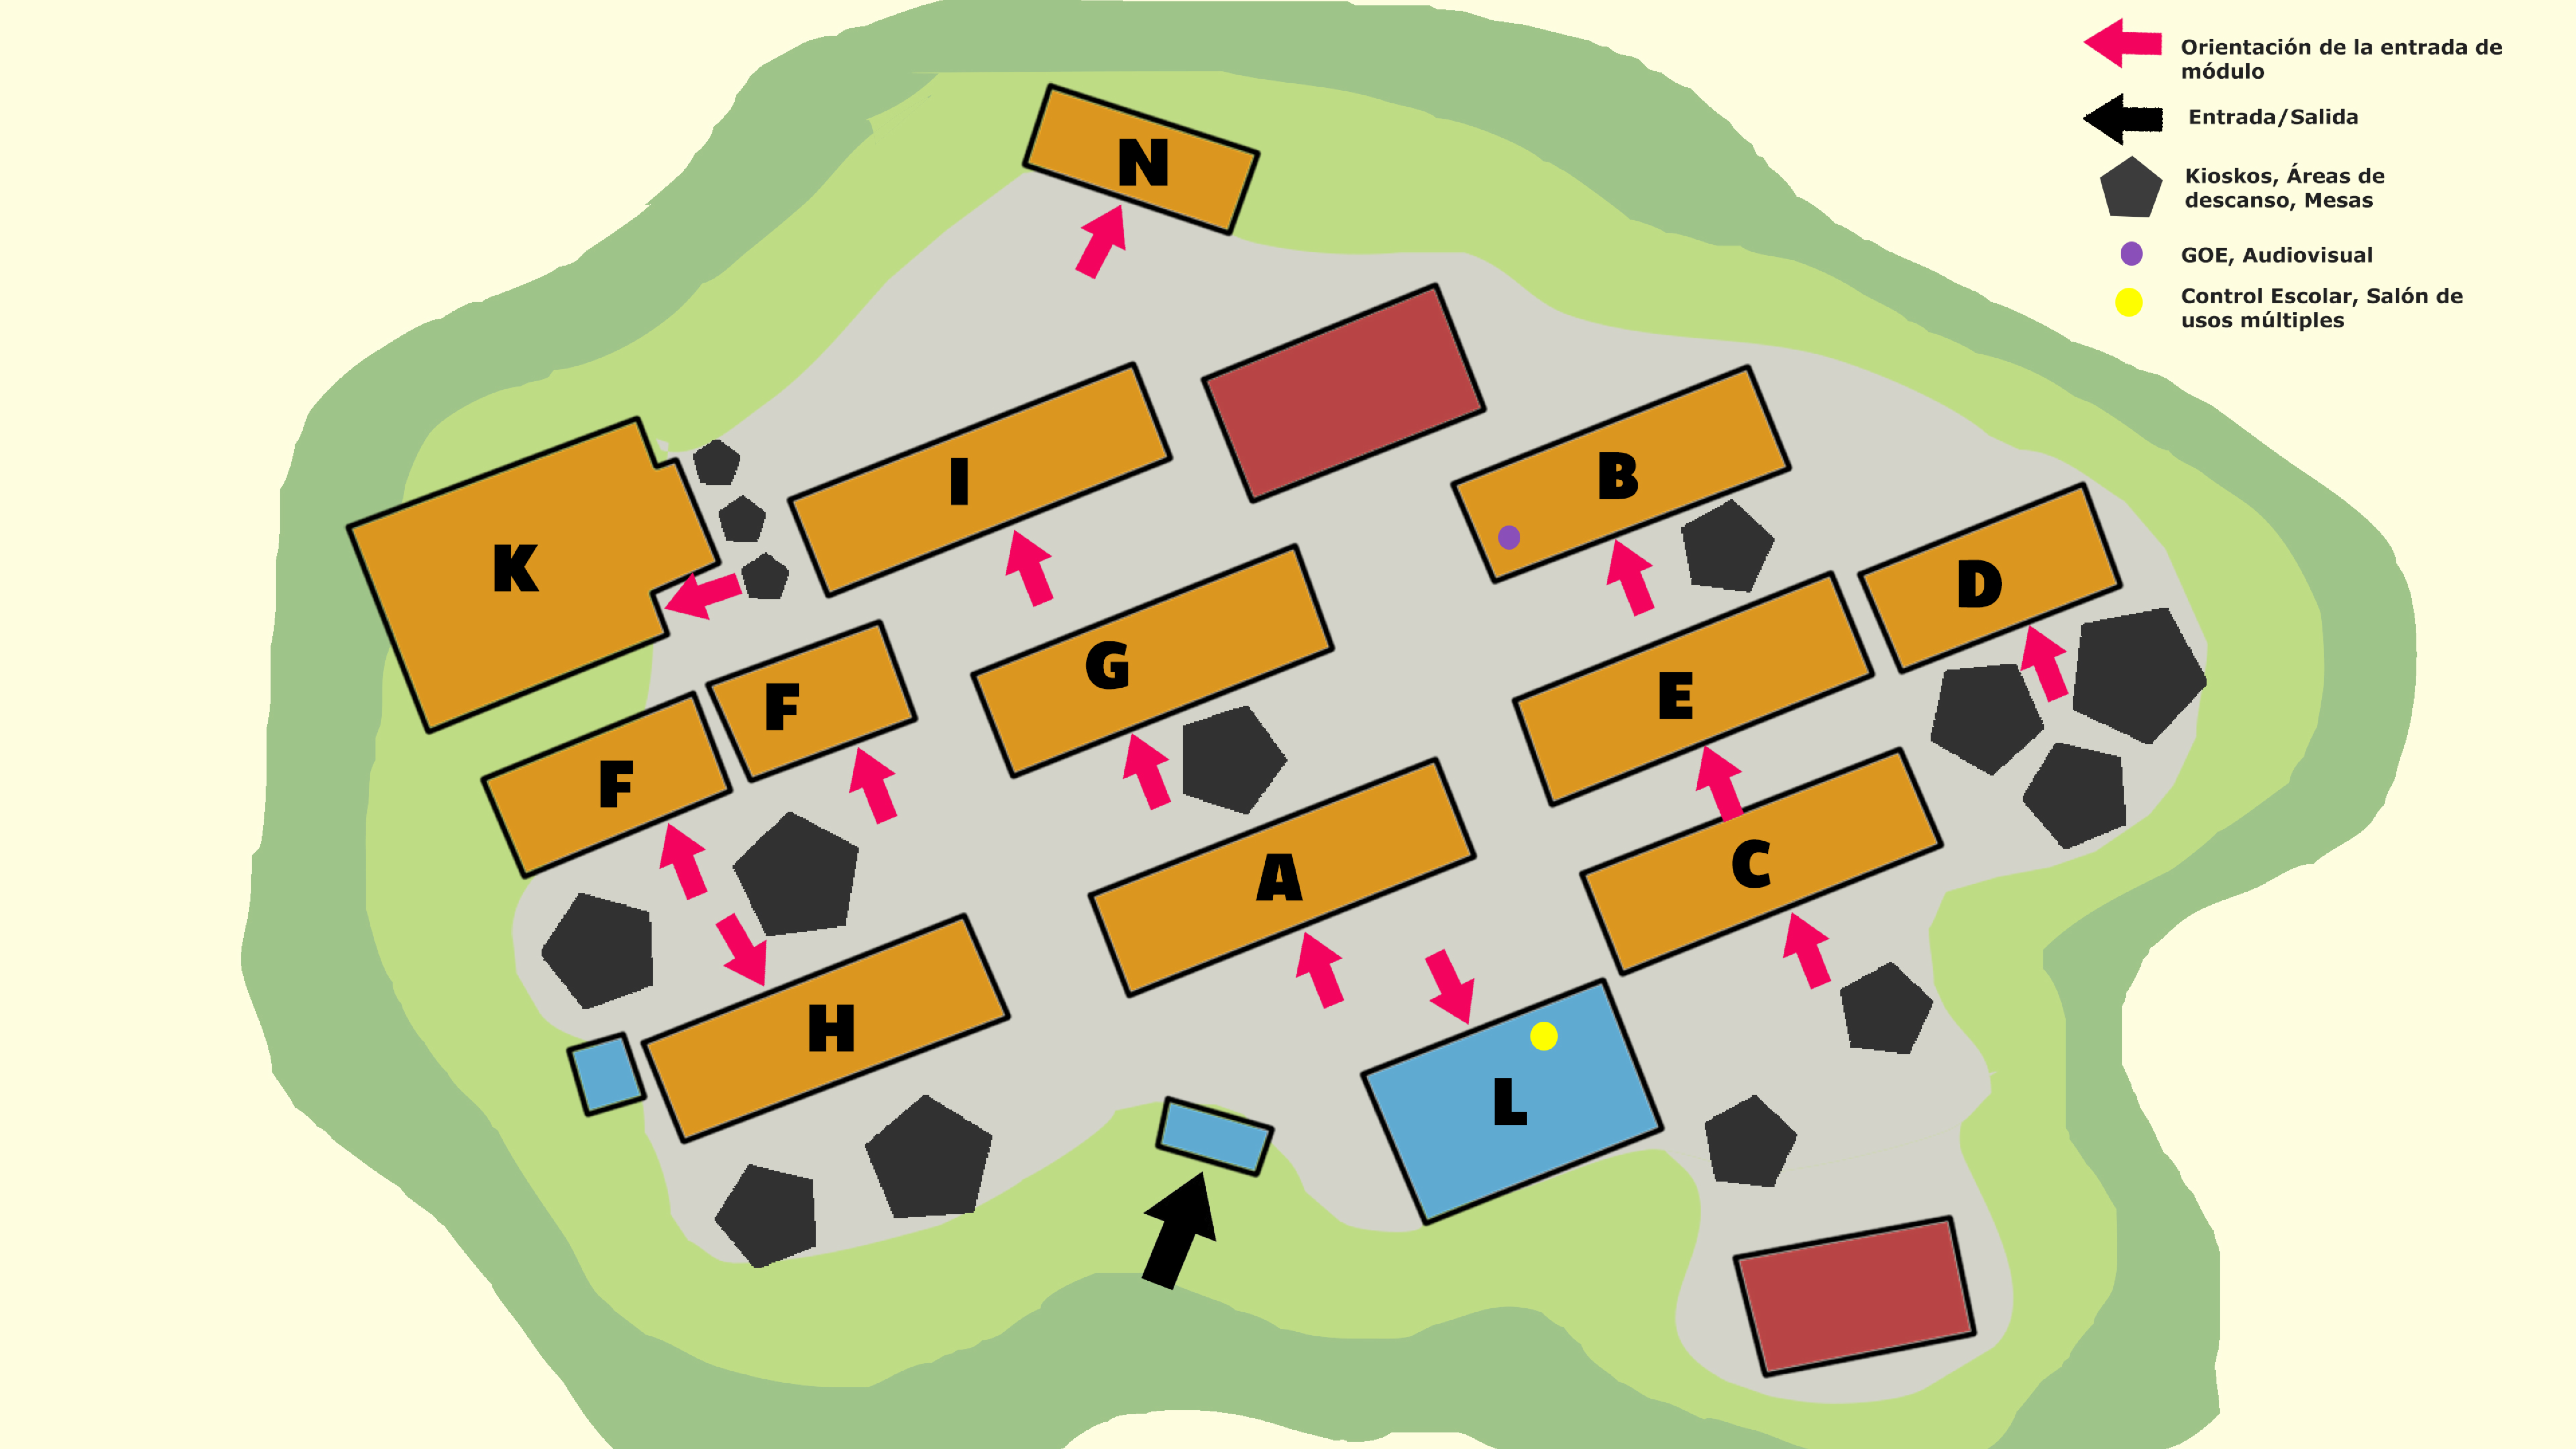 Orientación de la entrada de
módulo
Entrada/Salida
Kioskos, Áreas de
descanso, Mesas
GOE, Audiovisual
Control Escolar, Salón de
usos múltiples
N
I
B
K
D
G
E
F
F
A
C
H
L